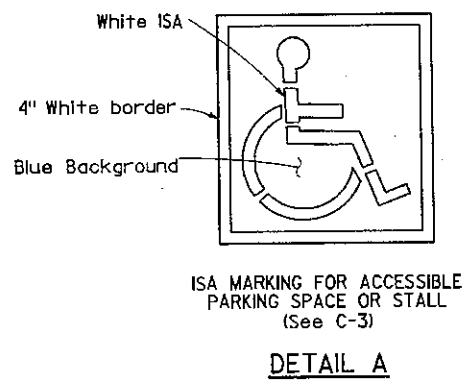 White ISA
4" White border
Blue Background
ISA MARKING FOR ACCESSIBLE
PARKING SPACE OR STALL
(See C-3)
DETAIL A